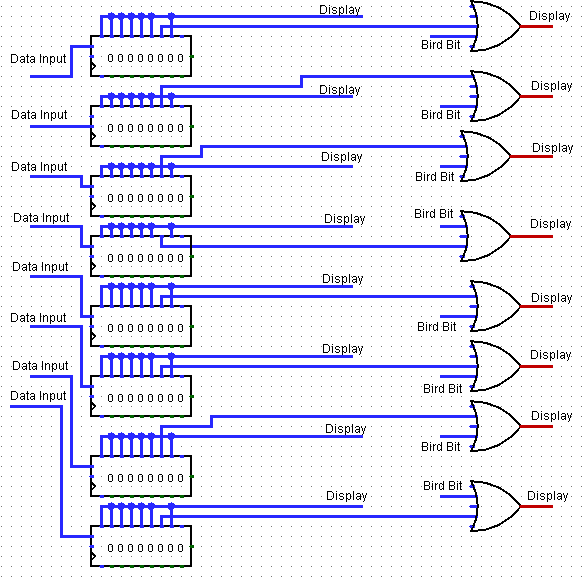 Display
Display
Data Input
Bird Bit
00000000
Display
Display
Data Input
Bird Bit
00000000
Display
Display
Data Input
Bird Bit
00000000
Display
Bird Bit
Display
Data Input
00000000
Display
Data Input
Display
Bird Bit
00000000
Data Input
Display
Display
Data Input
Bird Bit
00000000
Data Input
Display
Display
Bird Bit
00000000
Bird Bit
Display
Display
00000000